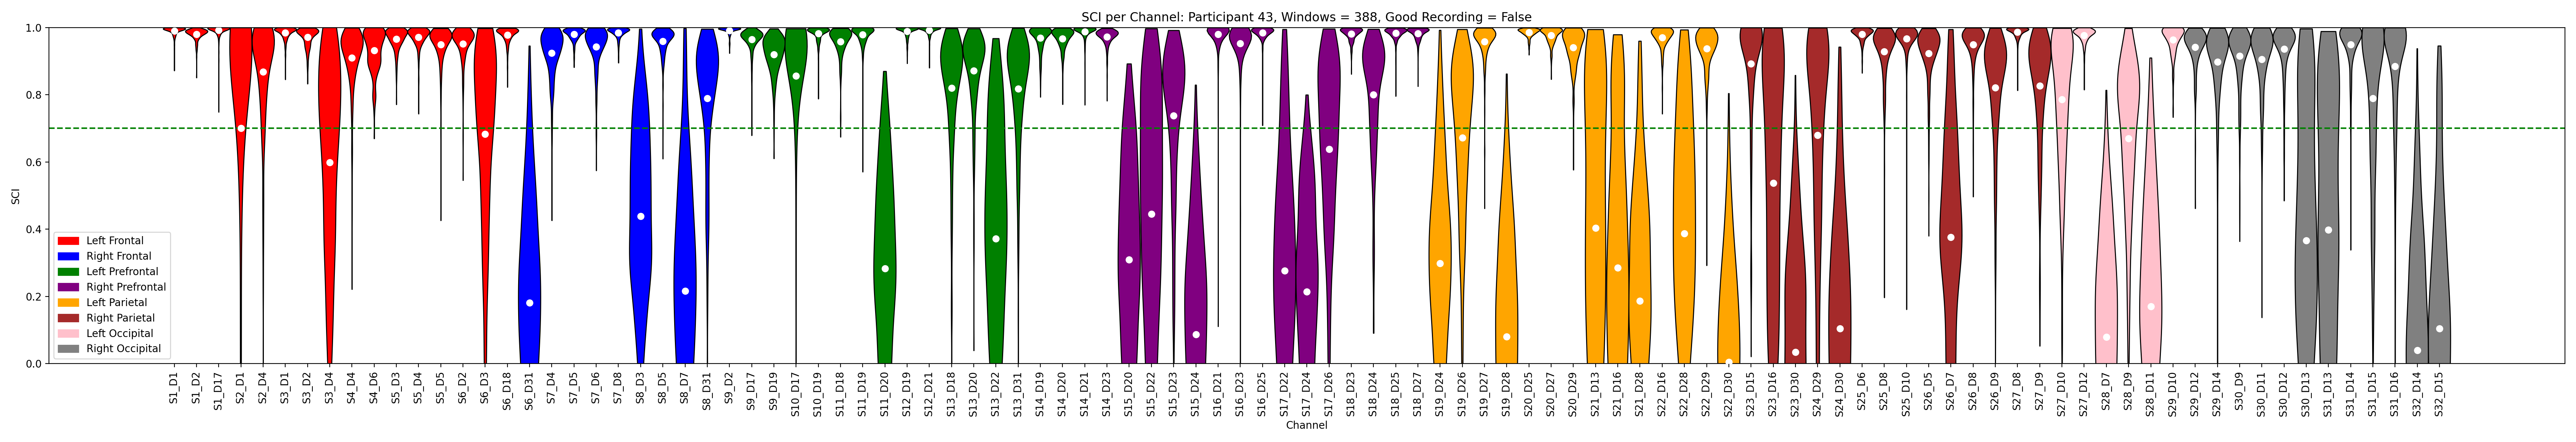 SCI per Channel: Participant 43, Windows = 388, Good Recording = False
SCI
1.0
0.8
0.6
0.4
0.2
0.0
Left Frontal
Right Frontal
Left Prefrontal
Right Prefrontal
Left Parietal
Right Parietal
Left Occipital
Right Occipital
S1_D1
S1_D2
S1_D17
S2_D1
S2_D4
S3_D1
S3_D2
S3_D4
S4_D4
S4_D6
S5_D3
S5_D4
S5_D5
S6_D2
S6_D3
S6_D18
S6_D31
S7_D4
S7_D5
S7_D6
S7_D8
S8_D3
S8_D5
S8_D7
S8_D31
S9_D2
S9_D17
S9_D19
S10_D17
S10_D19
S11_D18
S11_D19
S11_D20
S12_D19
S12_D21
S13_D18
S13_D20
S13_D22
S13_D31
S14_D19
S14_D20
S14_D21
S14_D23
S15_D20
S15_D22
S15_D23
S15_D24
S16_D21
S16_D23
S16_D25
S17_D22
S17_D24
S17_D26
S18_D23
S18_D24
S18_D25
S18_D27
S19_D24
S19_D26
S19_D27
S19_D28
S20_D25
S20_D27
S20_D29
S21_D13
S21_D16
S21_D28
S22_D16
S22_D28
S22_D29
S22_D30
S23_D15
S23_D16
S23_D30
S24_D29
S24_D30
S25_D6
S25_D8
S25_D10
S26_D5
S26_D7
S26_D8
S26_D9
S27_D8
S27_D9
S27_D10
S27_D12
S28_D7
S28_D9
S28_D11
S29_D10
S29_D12
S29_D14
S30_D9
S30_D11
S30_D12
S30_D13
S31_D13
S31_D14
S31_D15
S31_D16
S32_D14
S32_D15
Channel